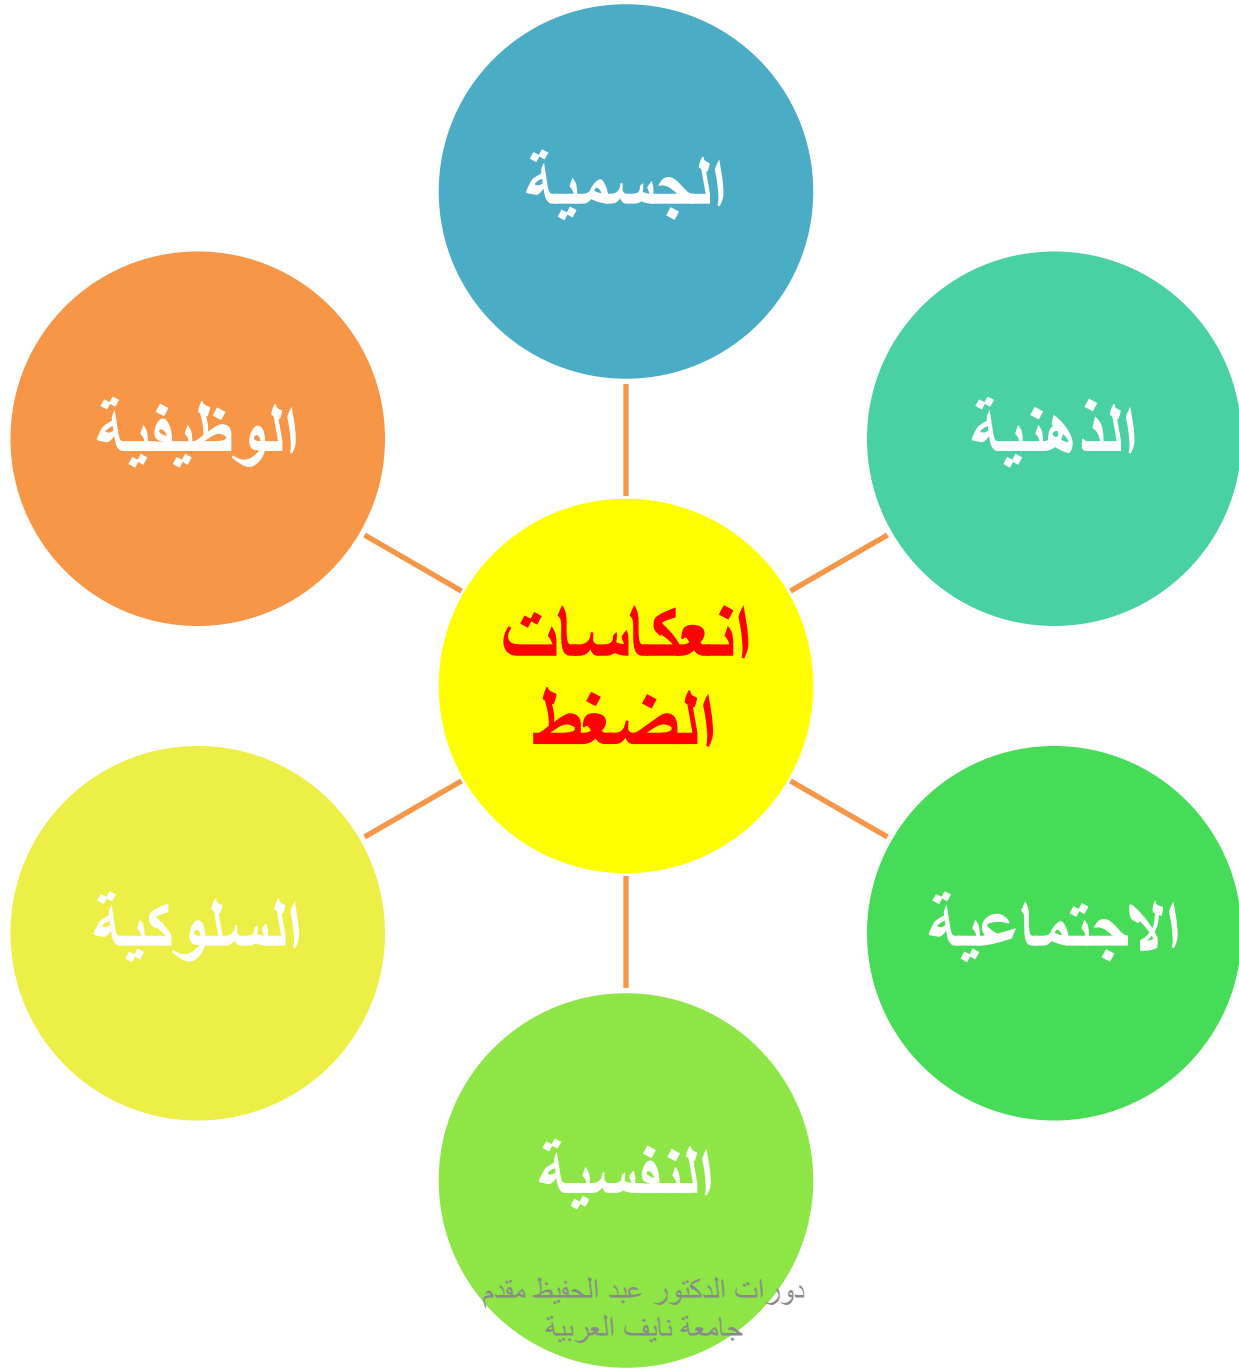 الجسمية
الذهنية
الوظيفية
انعكاسات
الضغط
الاجتماعية
السلوكية
النفسية
دورات الدكتور عبد الحفيظ مقدم
جامعة نايف العربية